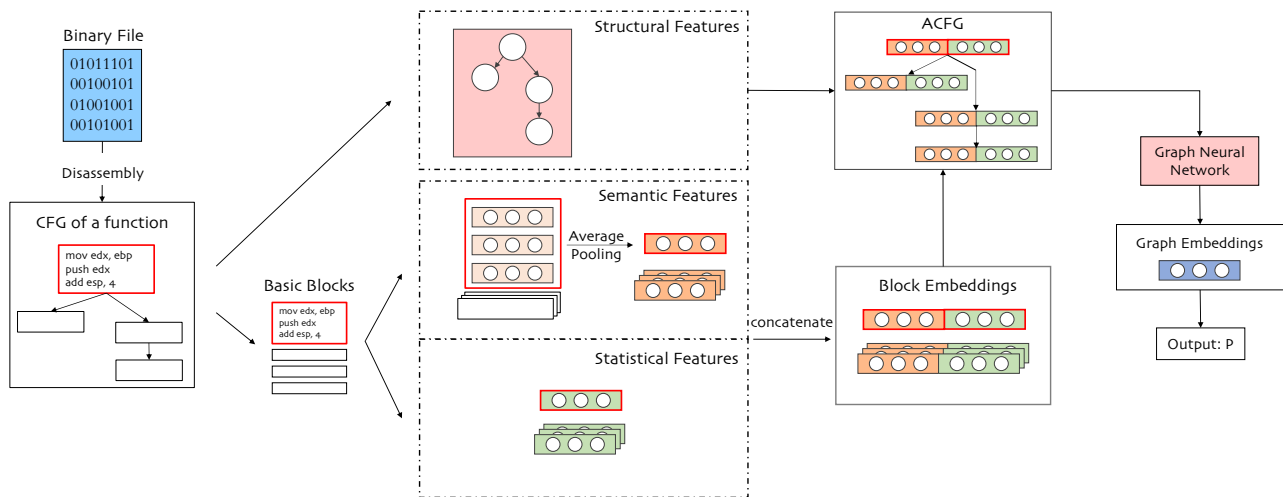 Binary File
01011101
00100101
01001001
00101001
Disassembly
CFG of a function
mov edx, ebp
push edx
add esp, 4
Basic Blocks
mov edx, ebp
push edx
add esp, 4
Structural Features
Semantic Features
Average
Pooling
Statistical Features
concatenate
ACFG
Block Embeddings
Graph Neural
Network
Graph Embeddings
Output: P